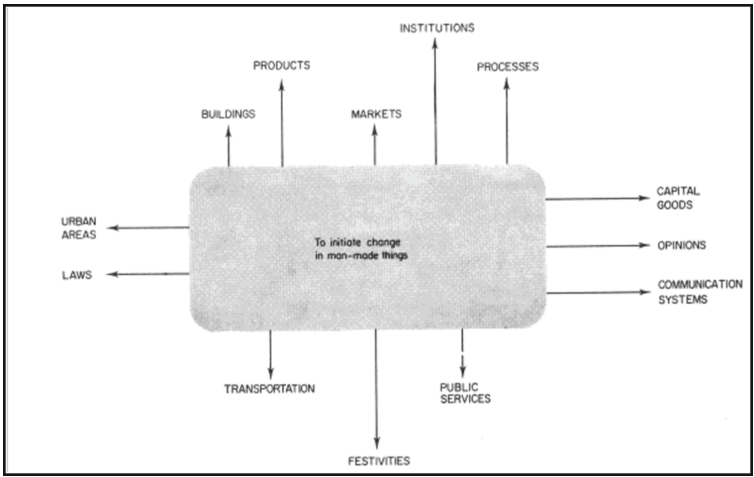 INSTITUTIONS
PRODUCTS
PROCESSES
BUILDINGS
MARKETS
URBAN
AREAS
LAWS
To initiate change
in man-made things
CAPITAL
GOODS
OPINIONS
COMMUNICATION
SYSTEMS
TRANSPORTATION
PUBLIC
SERVICES
FESTIVITIES